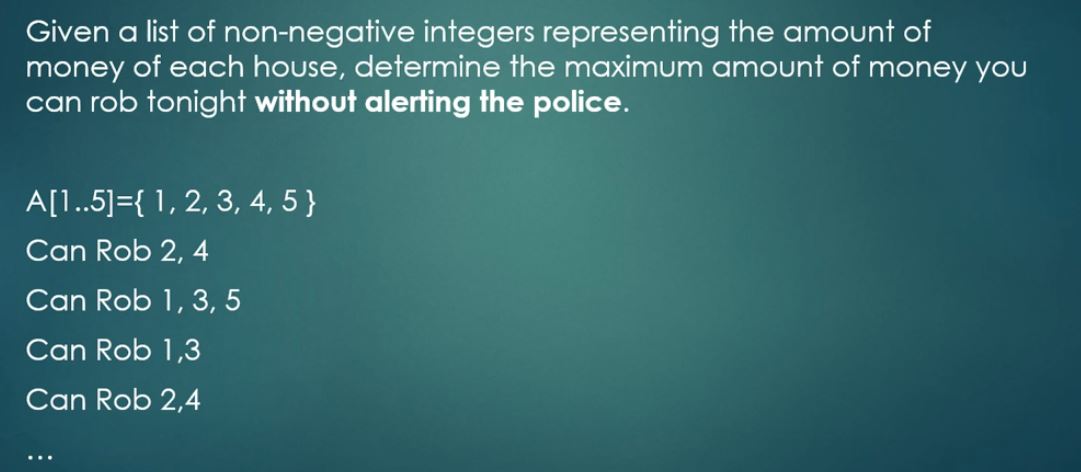 Given a list of non-negative integers representing the amount of
money of each house, determine the maximum amount of money you
can rob tonight without alerting the police.
A[1..5]={ 1, 2, 3, 4, 5 }
Can Rob 2, 4
Can Rob 1, 3, 5
Can Rob 1,3
Can Rob 2,4
...